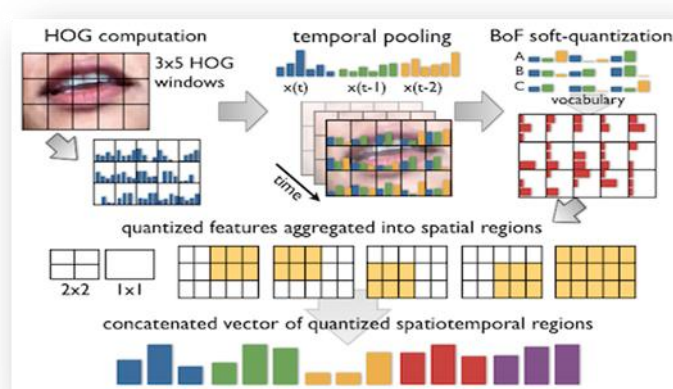 HOG computation
3x5 HOG
windows
temporal pooling
x(t) x(t-1) x(t-2)
time
BoF soft-quantization
A
B
C
vocabulary
quantized features aggregated into spatial regions
2x2 1x1
concatenated vector of quantized spatiotemporal regions